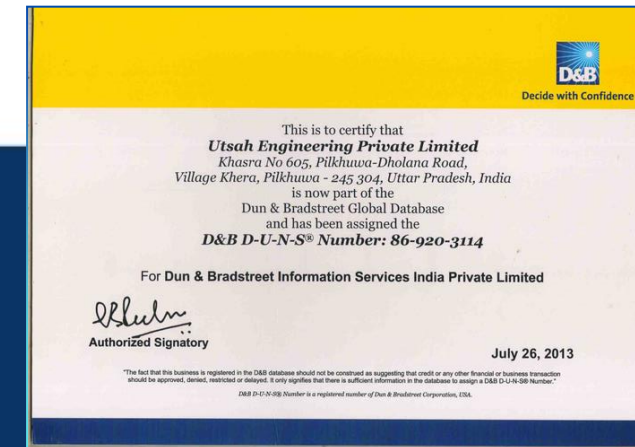 D&B
Decide with Confidence
This is to certify that
Utsah Engineering Private Limited
Khasra No 605, Pilkhuwa-Dholana Road,
Village Khera, Pilkhuwa - 245 304, Uttar Pradesh, India
is now part of the
Dun & Bradstreet Global Database
and has been assigned the
D&B D-U-N-S® Number: 86-920-3114
For Dun & Bradstreet Information Services India Private Limited
Authorized Signatory
July 26, 2013
"The fact that this business is registered in the D&B database should not be construed as suggesting that credit or any other financial or business transaction
should be approved, denied, restricted or delayed. It only signifies that there is sufficient information in the database to assign a D&B D-U-N-S® Number."
D&B D-U-N-S® Number is a registered number of Dun & Bradstreet Corporation, USA.